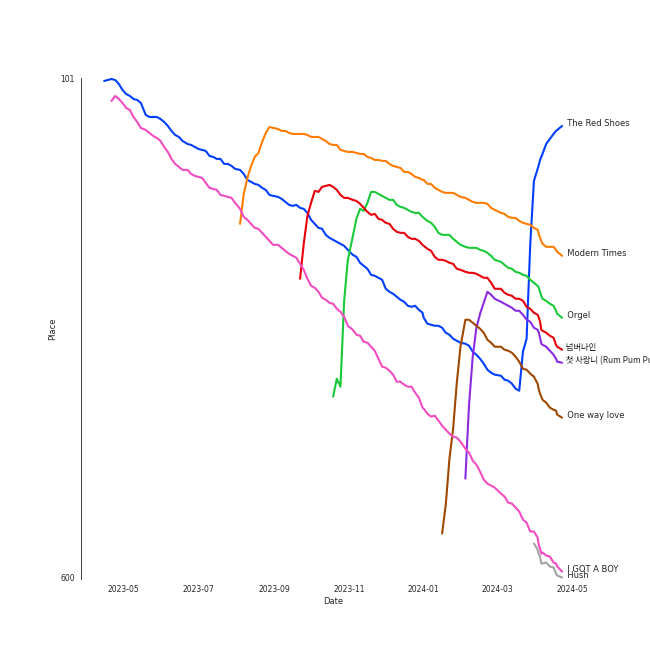 101
The Red Shoes
Modern Times
Orgel
넘버나인
첫 사랑니 (Rum Pum Pu
One way love
I GOT A BOY
Hush
600
Place
2023-05
2023-07
2023-09
2023-11
2024-01
2024-03
2024-05
Date